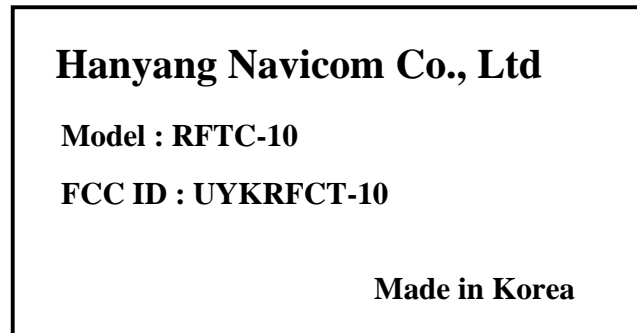 Hanyang Navicom Co., Ltd
Model : RFTC-10
FCC ID : UYKRFCT-10
Made in Korea